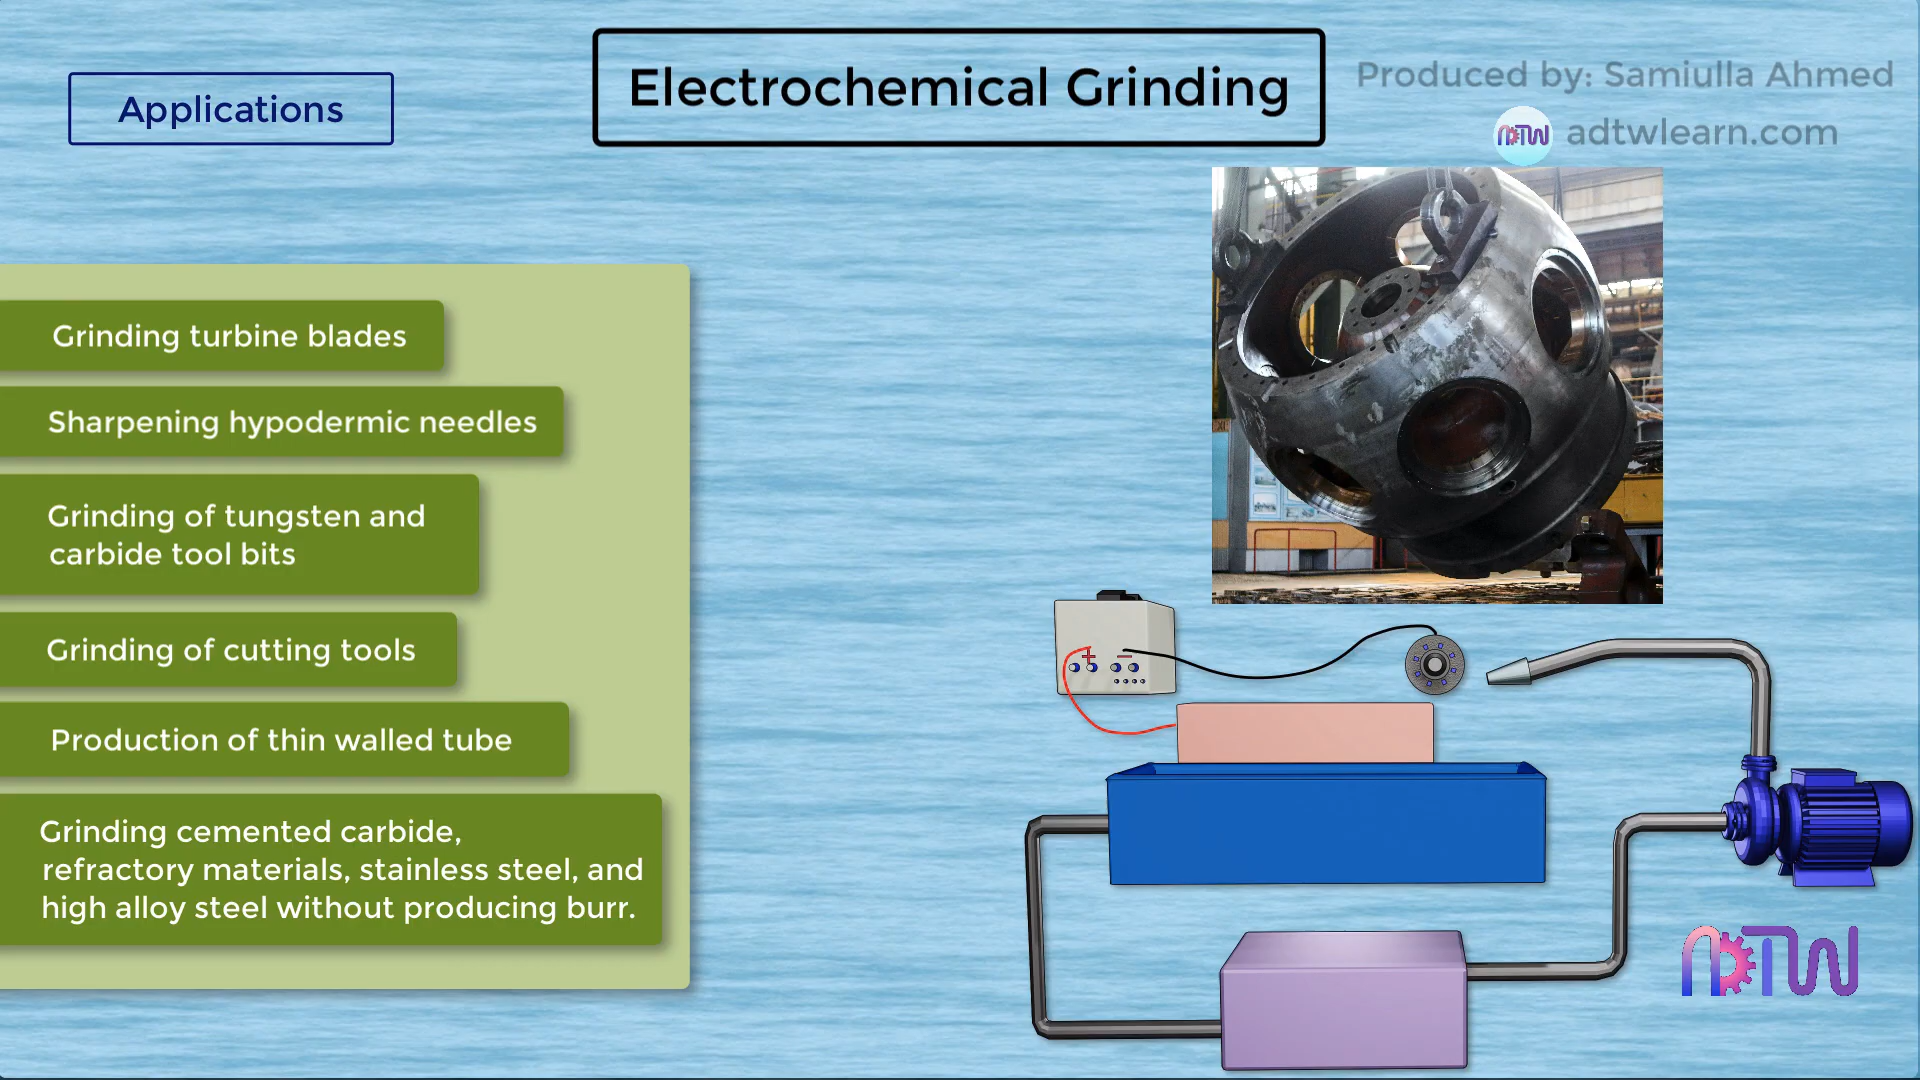 Applications
Electrochemical Grinding
Produced by: Samiulla Ahmed
ADTW adtwlearn.com
Grinding turbine blades
Sharpening hypodermic needles
Grinding of tungsten and
carbide tool bits
Grinding of cutting tools
Production of thin walled tube
Grinding cemented carbide,
refractory materials, stainless steel, and
high alloy steel without producing burr.
+ −
ADTW